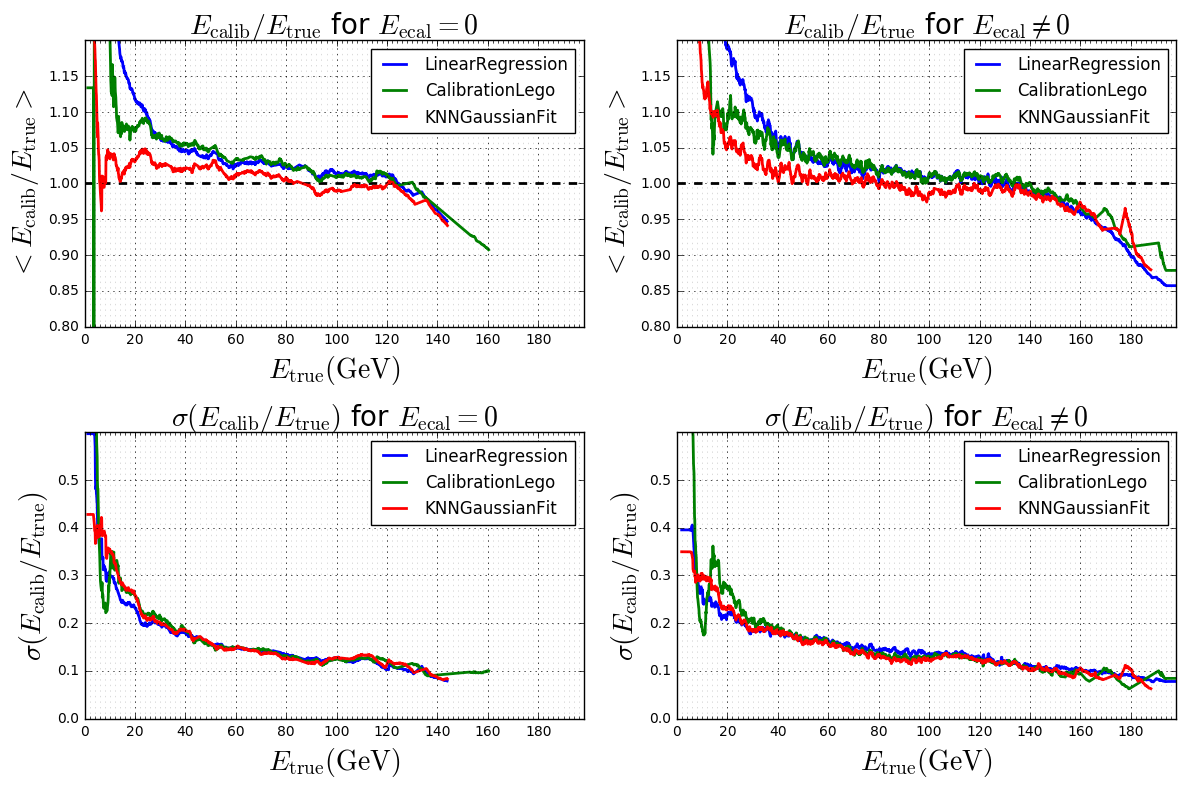 E_calib/E_true for E_ecal = 0
1.15
1.10
1.05
1.00
0.95
0.90
0.85
0.80
< E_calib/E_true >
LinearRegression
CalibrationLego
KNNGaussianFit
0 20 40 60 80 100 120 140 160 180
E_true(GeV)
E_calib/E_true for E_ecal ≠ 0
1.15
1.10
1.05
1.00
0.95
0.90
0.85
0.80
< E_calib/E_true >
LinearRegression
CalibrationLego
KNNGaussianFit
0 20 40 60 80 100 120 140 160 180
E_true(GeV)
σ(E_calib/E_true) for E_ecal = 0
0.5
0.4
0.3
0.2
0.1
0.0
σ(E_calib/E_true)
LinearRegression
CalibrationLego
KNNGaussianFit
0 20 40 60 80 100 120 140 160 180
E_true(GeV)
σ(E_calib/E_true) for E_ecal ≠ 0
0.5
0.4
0.3
0.2
0.1
0.0
σ(E_calib/E_true)
LinearRegression
CalibrationLego
KNNGaussianFit
0 20 40 60 80 100 120 140 160 180
E_true(GeV)